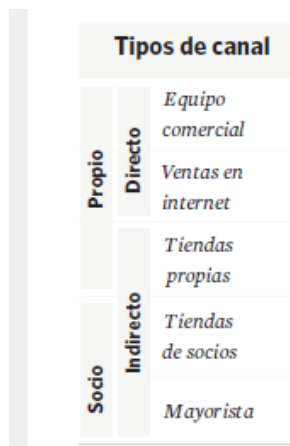 Tipos de canal
Propio
Directo
Equipo
comercial
Ventas en
internet
Indirecto
Tiendas
propias
Socio
Tiendas
de socios
Mayorista